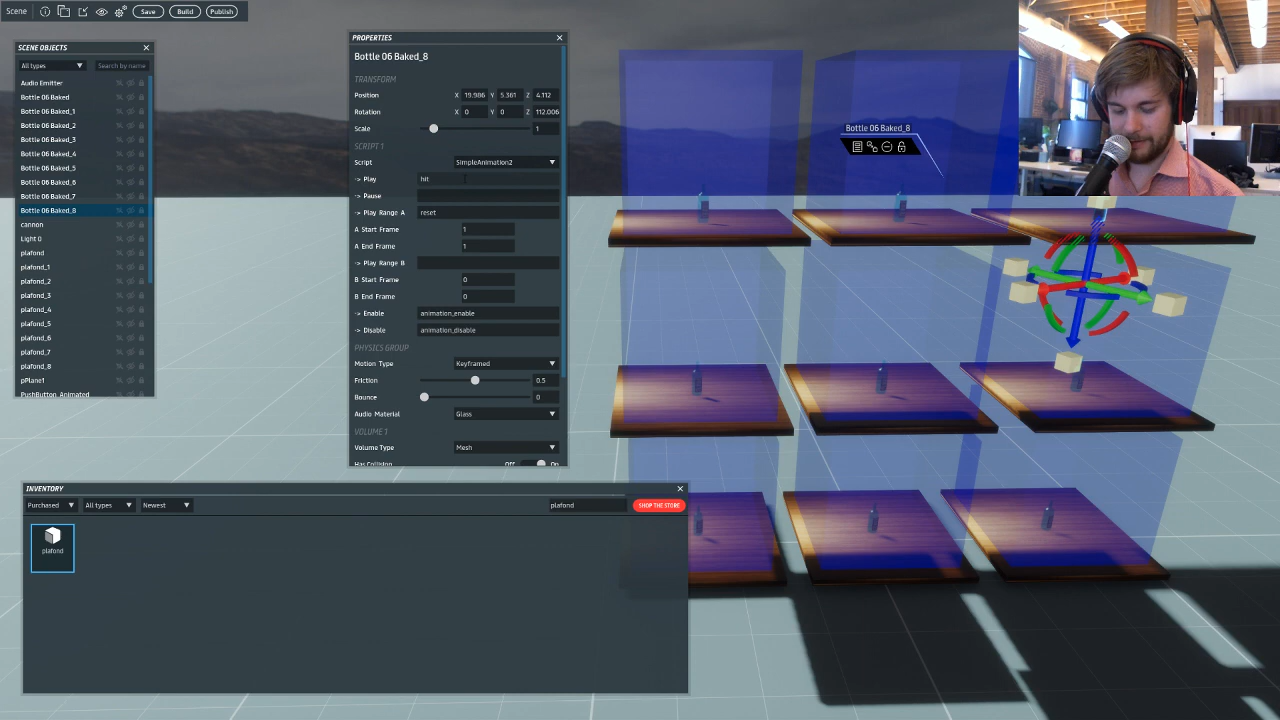 Scene Save Build Publish
SCENE OBJECTS
All types Search by name
Audio Emitter
Bottle 06 Baked
Bottle 06 Baked_1
Bottle 06 Baked_2
Bottle 06 Baked_3
Bottle 06 Baked_4
Bottle 06 Baked_5
Bottle 06 Baked_6
Bottle 06 Baked_7
Bottle 06 Baked_8
cannon
Light 0
plafond
plafond_1
plafond_2
plafond_3
plafond_4
plafond_5
plafond_6
plafond_7
plafond_8
pPlane1
PushButton_Animated
PROPERTIES
Bottle 06 Baked_8
TRANSFORM
Position X 19.986 Y 5.361 Z 4.112
Rotation X 0 Y 0 Z 112.006
Scale 1
SCRIPT 1
Script SimpleAnimation2
-> Play hit
-> Pause
-> Play Range A reset
A Start Frame 1
A End Frame 1
-> Play Range B
B Start Frame 0
B End Frame 0
-> Enable animation_enable
-> Disable animation_disable
PHYSICS GROUP
Motion Type Keyframed
Friction 0.5
Bounce 0
Audio Material Glass
VOLUME 1
Volume Type Mesh
Has Collision Off On
Bottle 06 Baked_8
INVENTORY
Purchased All types Newest plafond SHOP THE STORE
plafond